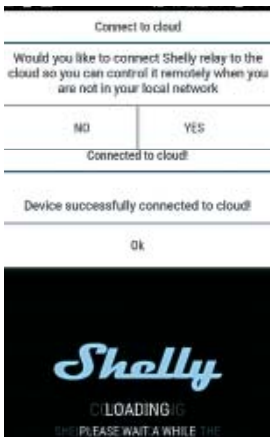 Connect to cloud
Would you like to connect Shelly relay to the
cloud so you can control it remotely when you
are not in your local network
NO YES
Connected to cloud!
Device successfully connected to cloud!
Ok
Shelly
LOADING
PLEASE WAIT A WHILE